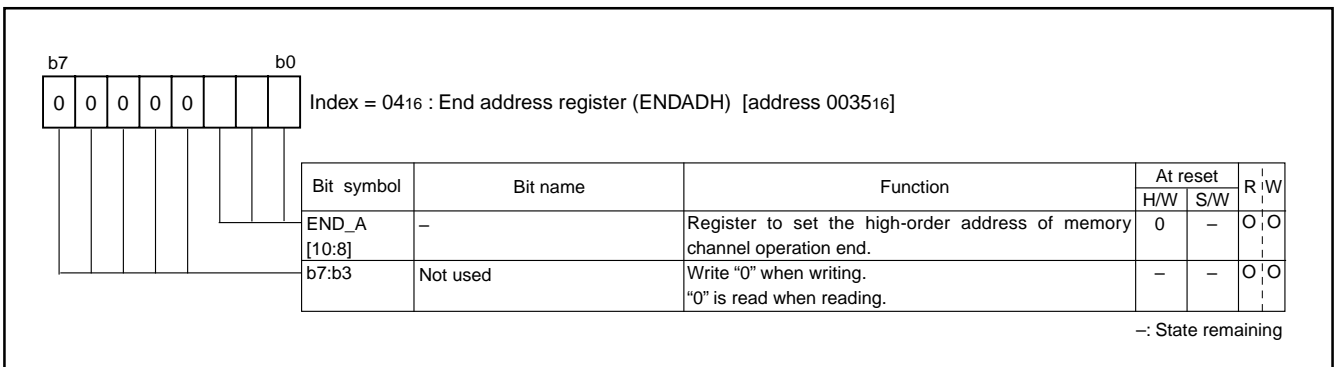 b7 b0
0 0 0 0 0
Index = 0416 : End address register (ENDADH) [address 003516]
Bit symbol Bit name Function At reset R W
H/W S/W
END_A – Register to set the high-order address of memory 0 – O O
[10:8] channel operation end.
b7:b3 Not used Write “0” when writing. – – O O
“0” is read when reading.
–: State remaining